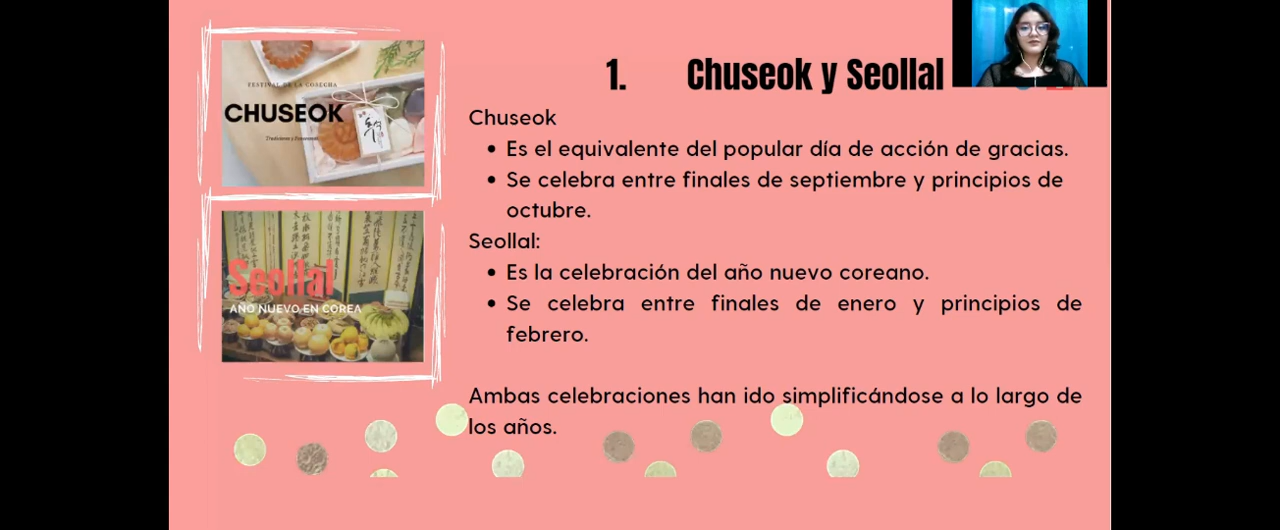 1. Chuseok y Seollal
FESTIVAL DE LA COSECHA
CHUSEOK
Chuseok
Es el equivalente del popular día de acción de gracias.
Se celebra entre finales de septiembre y principios de
octubre.
Seollal:
Es la celebración del año nuevo coreano.
Se celebra entre finales de enero y principios de
febrero.
Seollal
AÑO NUEVO EN COREA
Ambas celebraciones han ido simplificándose a lo largo de
los años.